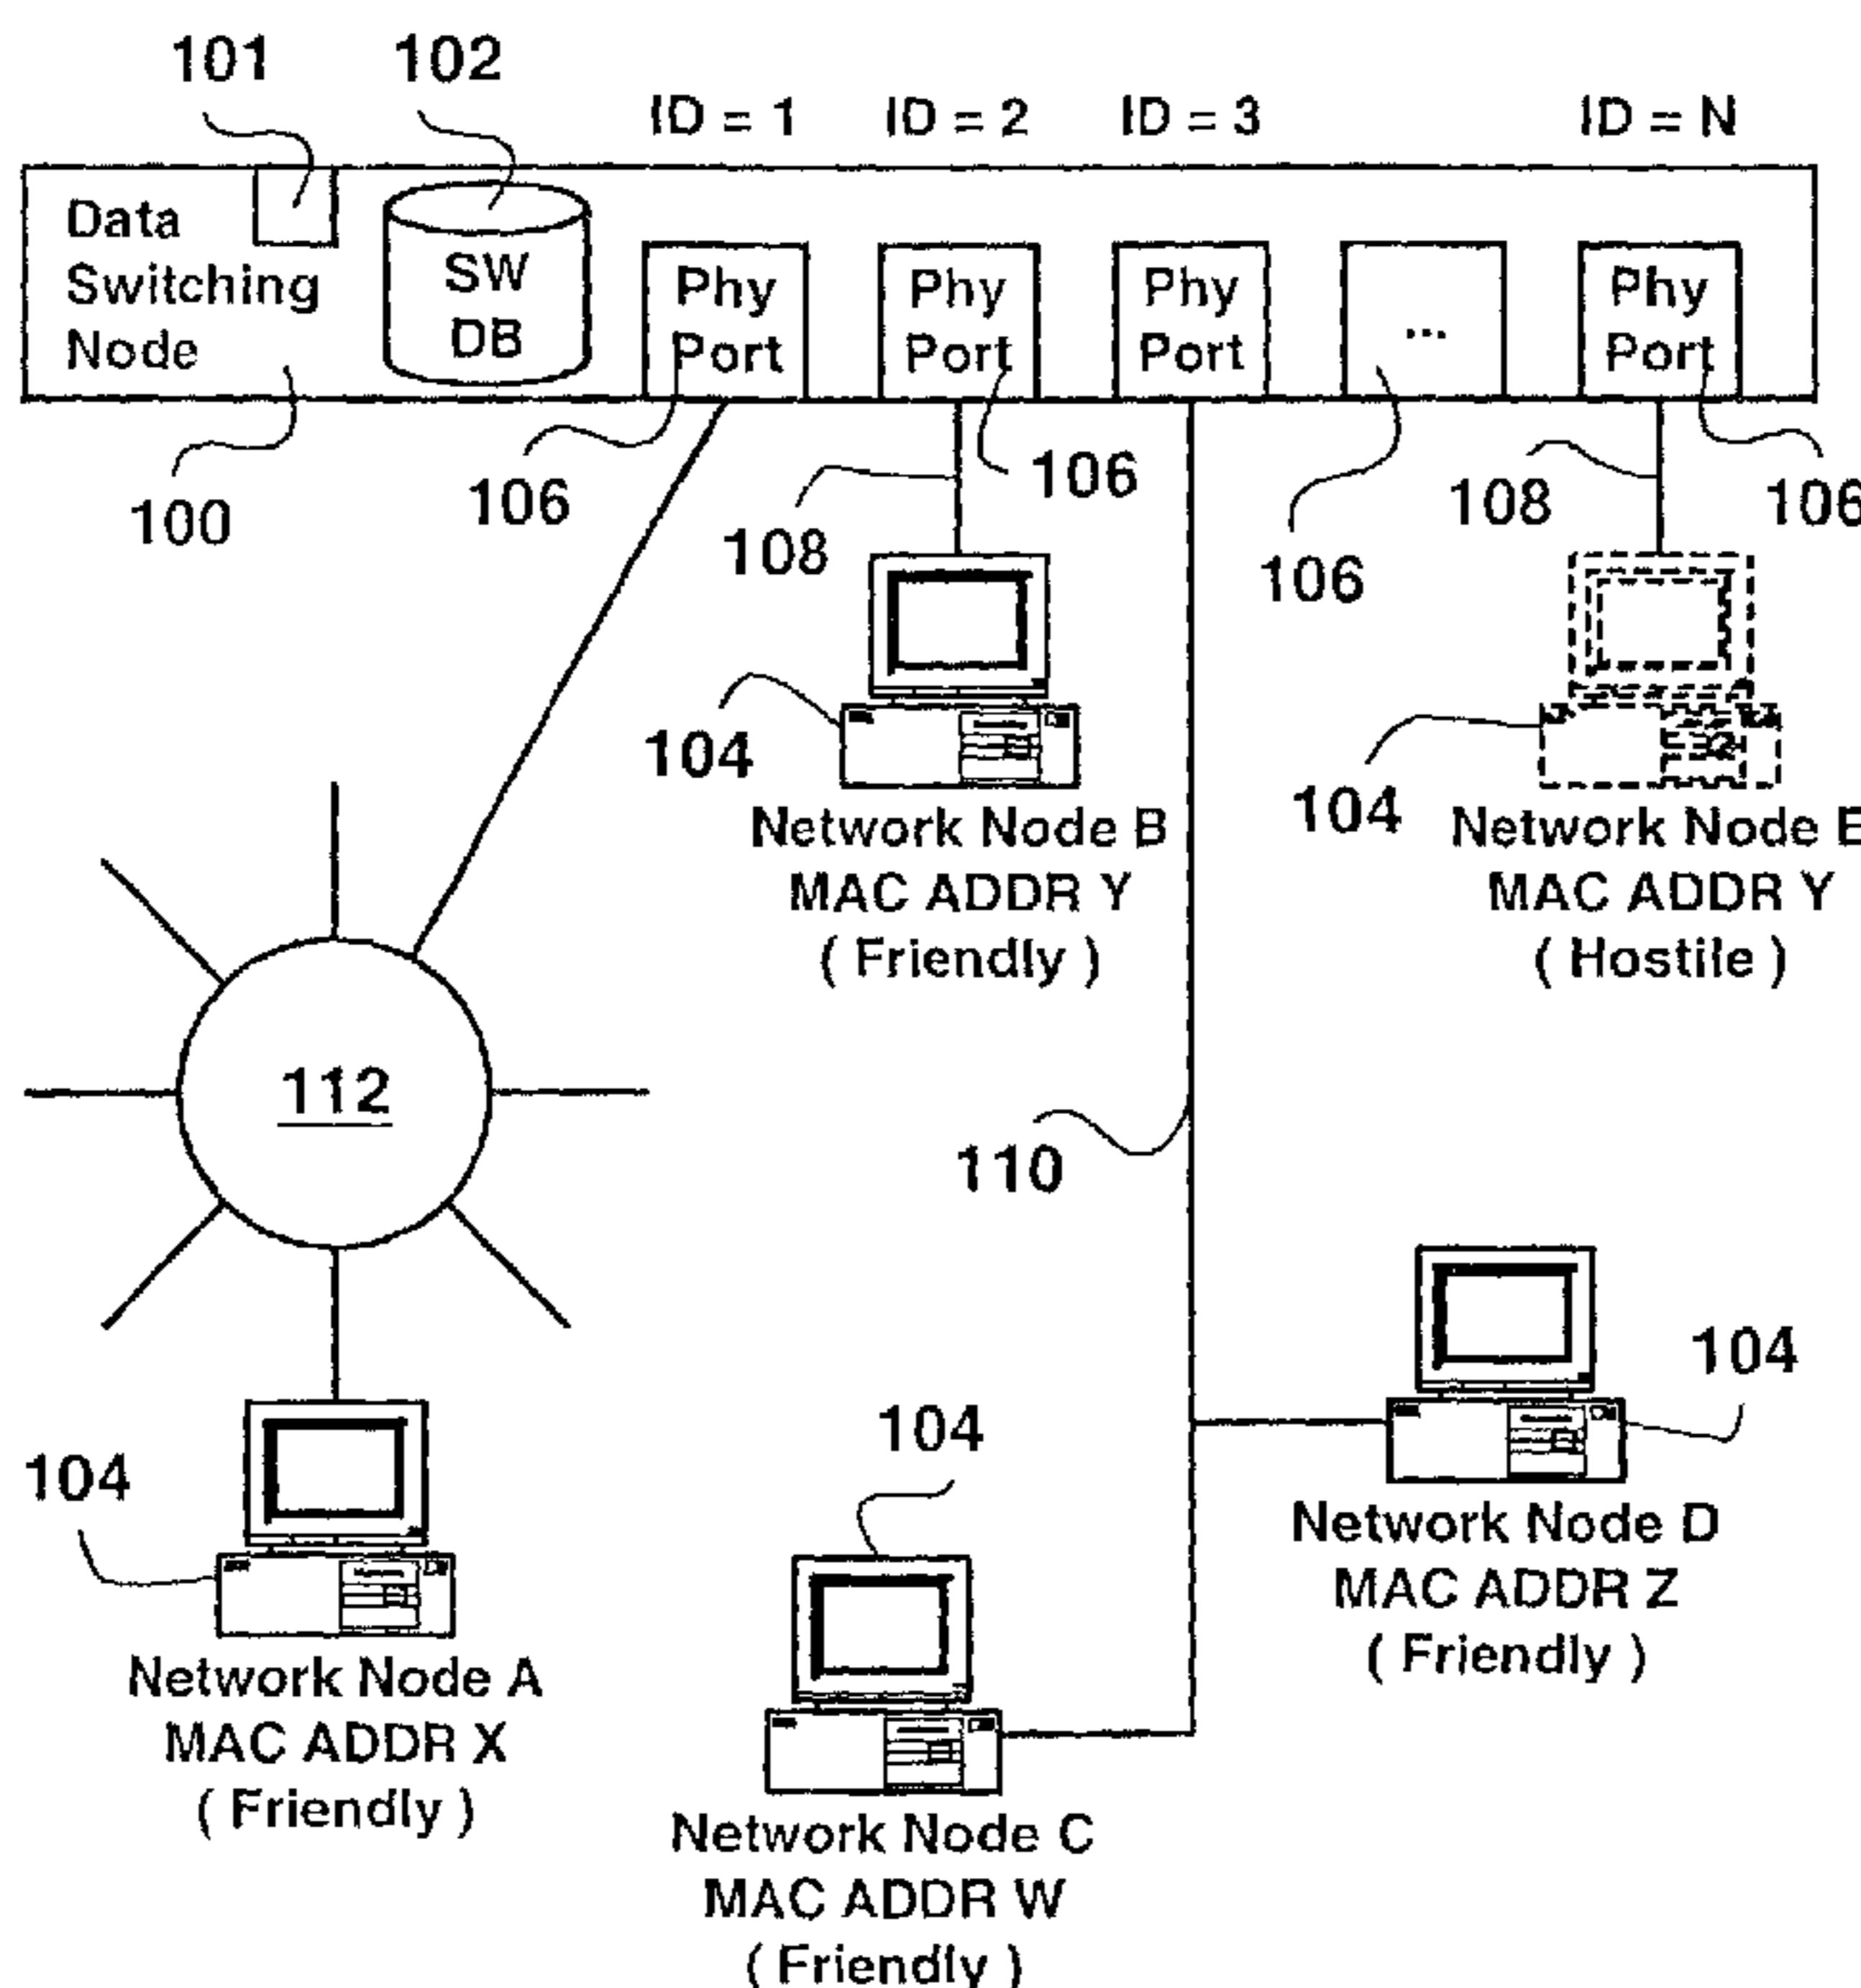 101
102
ID = 1
ID = 2
ID = 3
ID = N
Data
Switching
Node
SW
DB
Phy
Port
Phy
Port
Phy
Port
...
Phy
Port
100
106
108
106
106
108
106
104
Network Node B
MAC ADDR Y
( Friendly )
104
Network Node E
MAC ADDR Y
( Hostile )
112
110
104
Network Node A
MAC ADDR X
( Friendly )
104
Network Node C
MAC ADDR W
( Friendly )
104
Network Node D
MAC ADDR Z
( Friendly )